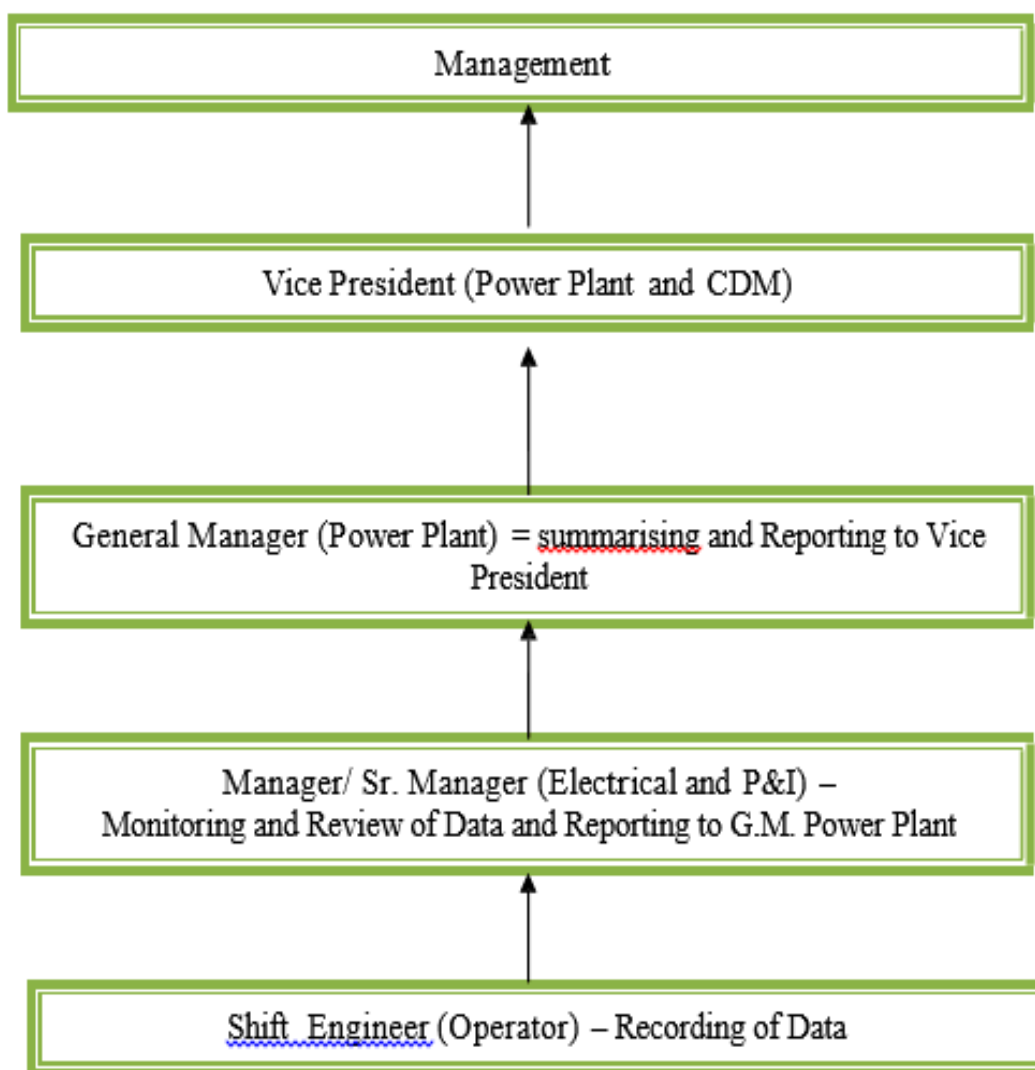 Management
Vice President (Power Plant and CDM)
General Manager (Power Plant) = summarising and Reporting to Vice
President
Manager/ Sr. Manager (Electrical and P&I) –
Monitoring and Review of Data and Reporting to G.M. Power Plant
Shift Engineer (Operator) – Recording of Data